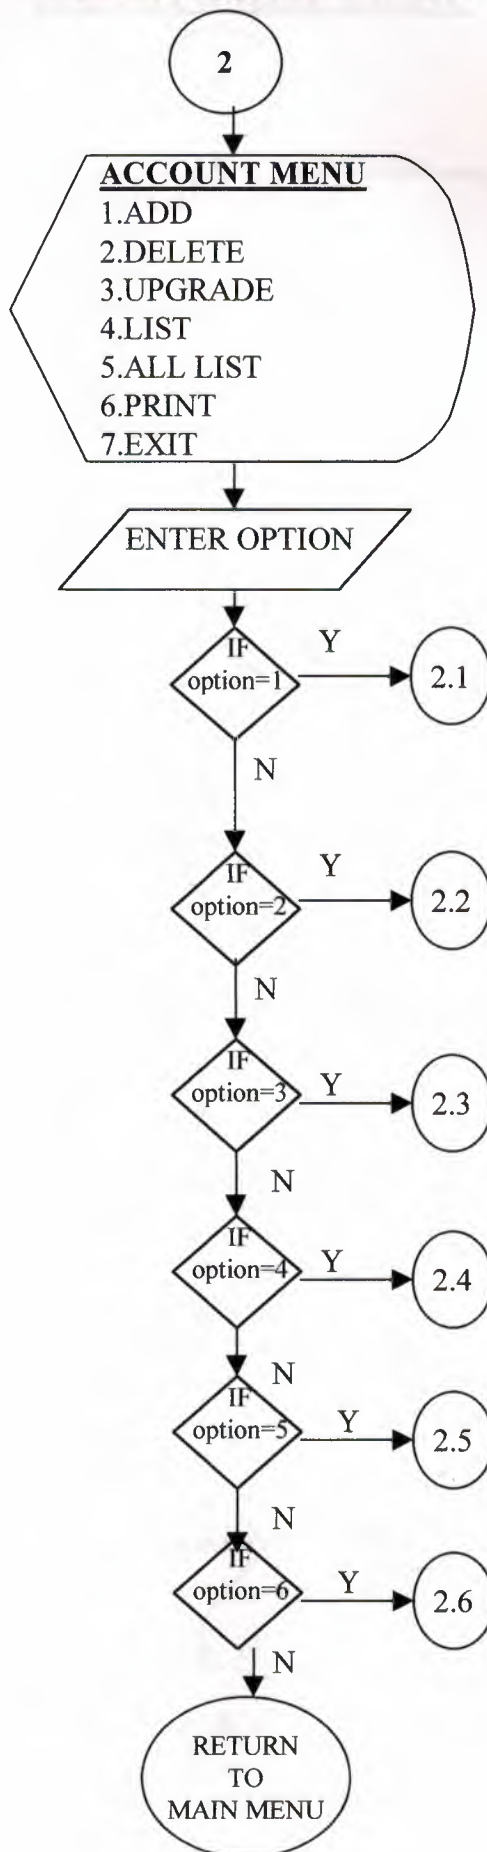 2
ACCOUNT MENU
1.ADD
2.DELETE
3.UPGRADE
4.LIST
5.ALL LIST
6.PRINT
7.EXIT
ENTER OPTION
IF
option=1
Y
2.1
N
IF
option=2
Y
2.2
N
IF
option=3
Y
2.3
N
IF
option=4
Y
2.4
N
IF
option=5
Y
2.5
N
IF
option=6
Y
2.6
N
RETURN
TO
MAIN MENU